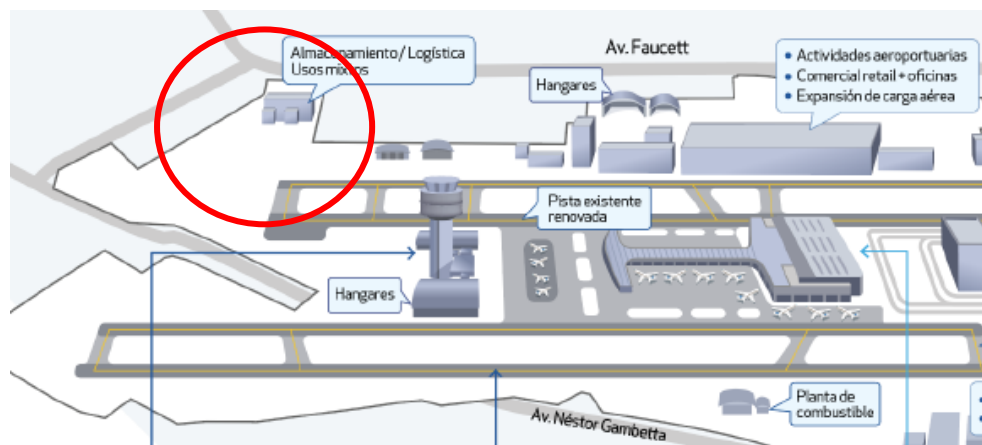 Almacenamiento / Logística
Usos mixtos
Av. Faucett
Hangares
• Actividades aeroportuarias
• Comercial retail + oficinas
• Expansión de carga aérea
Pista existente
renovada
Hangares
Planta de
combustible
Av. Néstor Gambetta